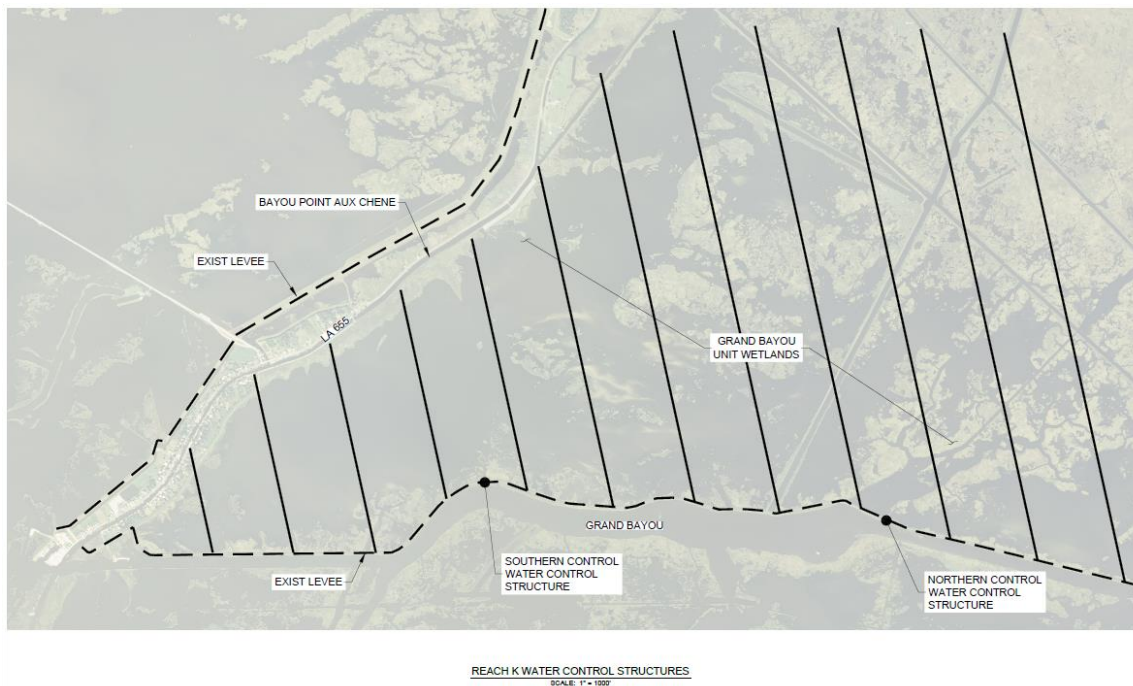 BAYOU POINT AUX CHENE
EXIST LEVEE
LA 655
GRAND BAYOU
UNIT WETLANDS
GRAND BAYOU
SOUTHERN CONTROL
WATER CONTROL
STRUCTURE
EXIST LEVEE
NORTHERN CONTROL
WATER CONTROL
STRUCTURE
REACH K WATER CONTROL STRUCTURES
SCALE: 1" = 1000'